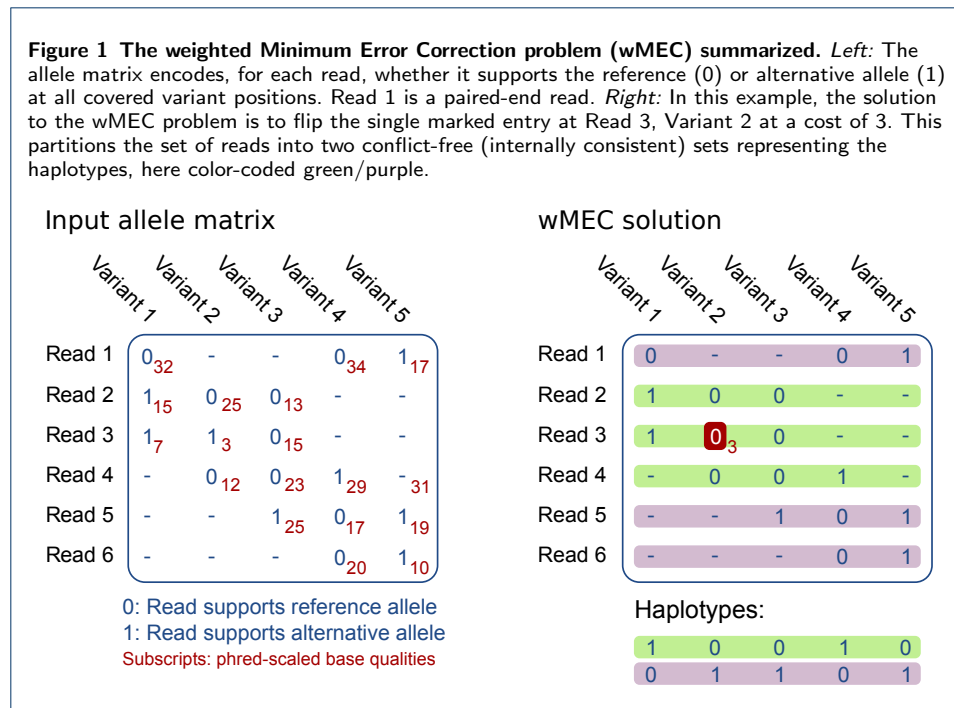 Figure 1 The weighted Minimum Error Correction problem (wMEC) summarized. Left: The
allele matrix encodes, for each read, whether it supports the reference (0) or alternative allele (1)
at all covered variant positions. Read 1 is a paired-end read. Right: In this example, the solution
to the wMEC problem is to flip the single marked entry at Read 3, Variant 2 at a cost of 3. This
partitions the set of reads into two conflict-free (internally consistent) sets representing the
haplotypes, here color-coded green/purple.
Input allele matrix
Variant 1 Variant 2 Variant 3 Variant 4 Variant 5
Read 1 0 32 - - 0 34 1 17
Read 2 1 15 0 25 0 13 - -
Read 3 1 7 1 3 0 15 - -
Read 4 - 0 12 0 23 1 29 - 31
Read 5 - - 1 25 0 17 1 19
Read 6 - - - 0 20 1 10
0: Read supports reference allele
1: Read supports alternative allele
Subscripts: phred-scaled base qualities
wMEC solution
Variant 1 Variant 2 Variant 3 Variant 4 Variant 5
Read 1 0 - - 0 1
Read 2 1 0 0 - -
Read 3 1 0 3 0 - -
Read 4 - 0 0 1 -
Read 5 - - 1 0 1
Read 6 - - - 0 1
Haplotypes:
1 0 0 1 0
0 1 1 0 1